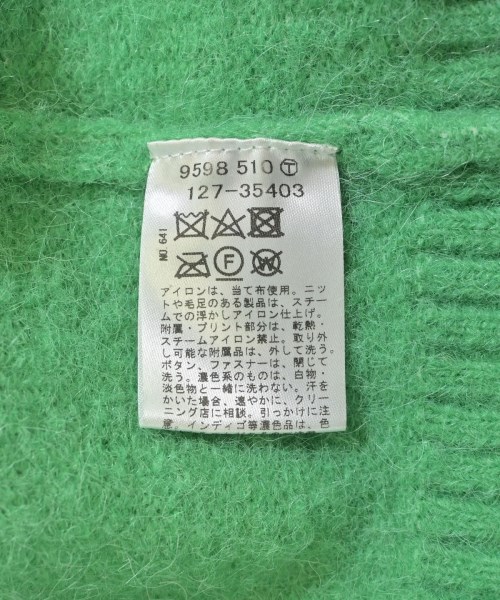 9598 510 Ⓣ
127-35403
NO.641
F
W
アイロンは、当て布使用。ニッ
トや毛足のある製品は、スチー
ムでの浮かしアイロン仕上げ。
附属・プリント部分は、乾熱・
スチームアイロン禁止。取り外
し可能な附属品は、外して洗う。
ボタン、ファスナーは、閉じて
洗う。濃色系のものは、白物・
淡色物と一緒に洗わない。汗を
かいた場合、速やかに、クリー
ニング店に相談。引っかけに注
意。インディゴ等濃色品は、色